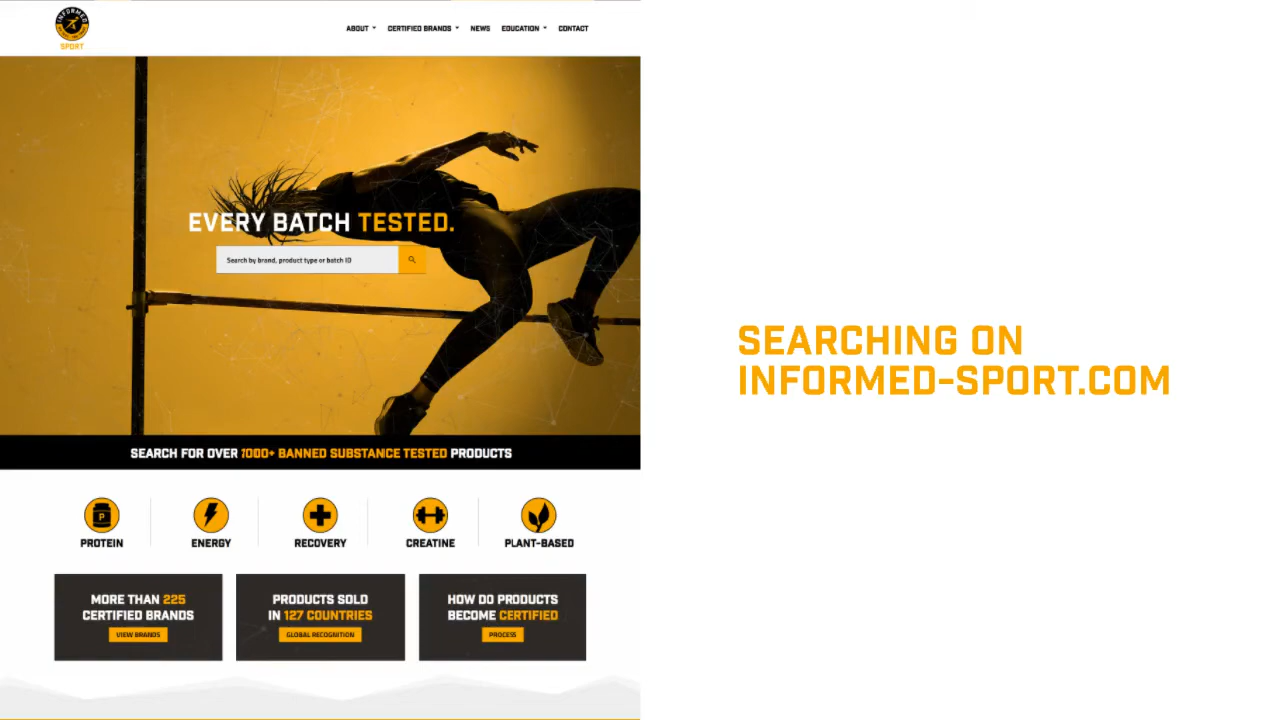 INFORMED
SPORT
ABOUT
CERTIFIED BRANDS
NEWS
EDUCATION
CONTACT
EVERY BATCH TESTED.
Search by brand, product type or batch ID
SEARCH FOR OVER 1000+ BANNED SUBSTANCE TESTED PRODUCTS
P
PROTEIN
ENERGY
RECOVERY
CREATINE
PLANT-BASED
MORE THAN 225
CERTIFIED BRANDS
VIEW BRANDS
PRODUCTS SOLD
IN 127 COUNTRIES
GLOBAL RECOGNITION
HOW DO PRODUCTS
BECOME CERTIFIED
PROCESS
SEARCHING ON
INFORMED-SPORT.COM